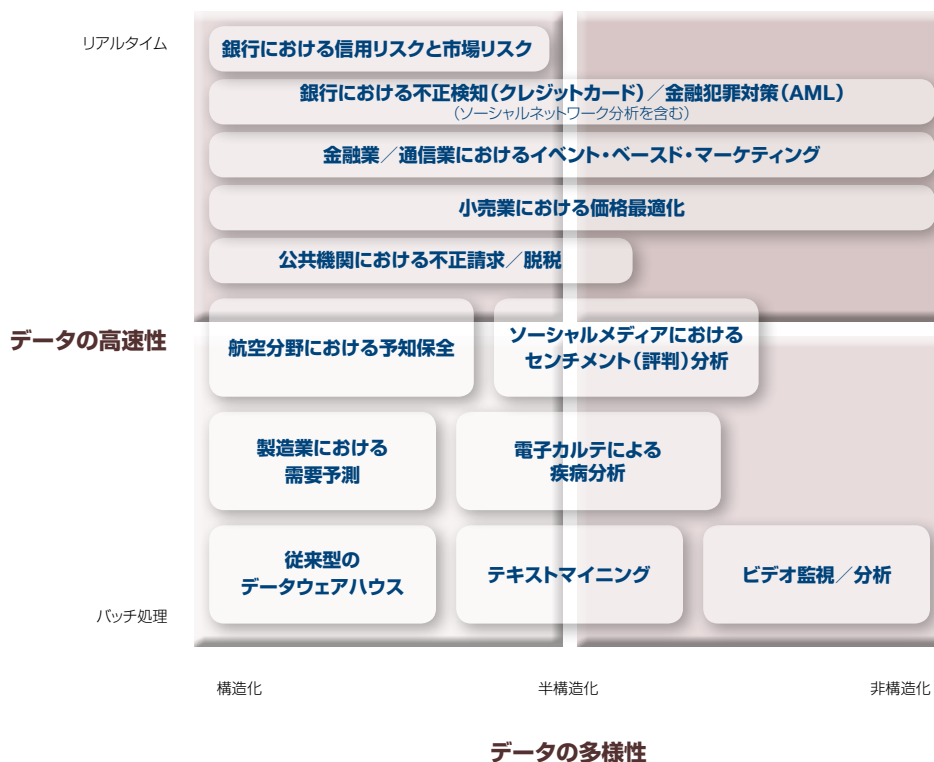 リアルタイム
銀行における信用リスクと市場リスク
銀行における不正検知(クレジットカード)/金融犯罪対策(AML)
(ソーシャルネットワーク分析を含む)
金融業/通信業におけるイベント・ベースド・マーケティング
小売業における価格最適化
公共機関における不正請求/脱税
データの高速性
航空分野における予知保全
ソーシャルメディアにおける
センチメント(評判)分析
製造業における
需要予測
電子カルテによる
疾病分析
従来型の
データウェアハウス
テキストマイニング
ビデオ監視/分析
バッチ処理
構造化
半構造化
非構造化
データの多様性